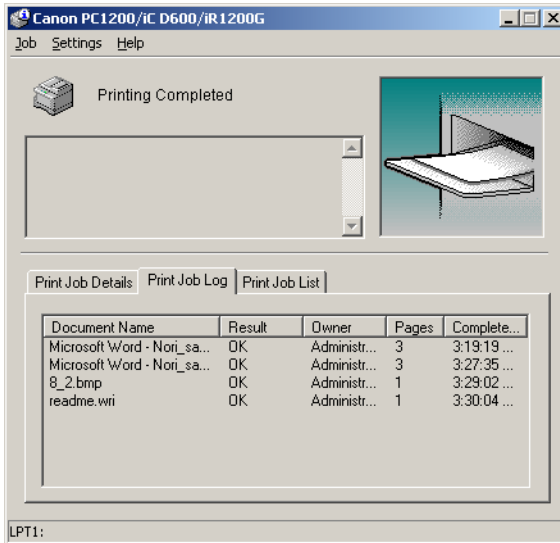 Canon PC1200/iC D600/iR1200G
Job Settings Help
Printing Completed
Print Job Details Print Job Log Print Job List
Document Name Result Owner Pages Complete...
Microsoft Word - Nori_sa... OK Administr... 3 3:19:19 ...
Microsoft Word - Nori_sa... OK Administr... 3 3:27:35 ...
8_2.bmp OK Administr... 1 3:29:02 ...
readme.wri OK Administr... 1 3:30:04 ...
LPT1: